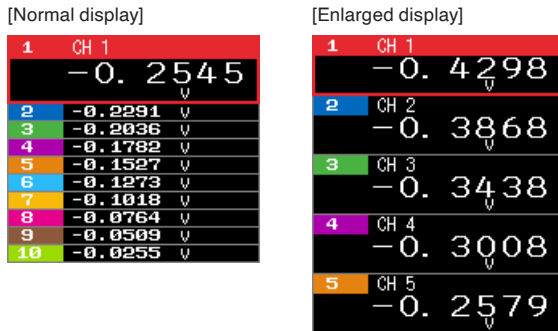 [Normal display]
1 CH 1
-0. 2545
V
2 -0.2291 V
3 -0.2036 V
4 -0.1782 V
5 -0.1527 V
6 -0.1273 V
7 -0.1018 V
8 -0.0764 V
9 -0.0509 V
10 -0.0255 V
[Enlarged display]
1 CH 1
-0. 4298
V
2 CH 2
-0. 3868
V
3 CH 3
-0. 3438
V
4 CH 4
-0. 3008
V
5 CH 5
-0. 2579
V